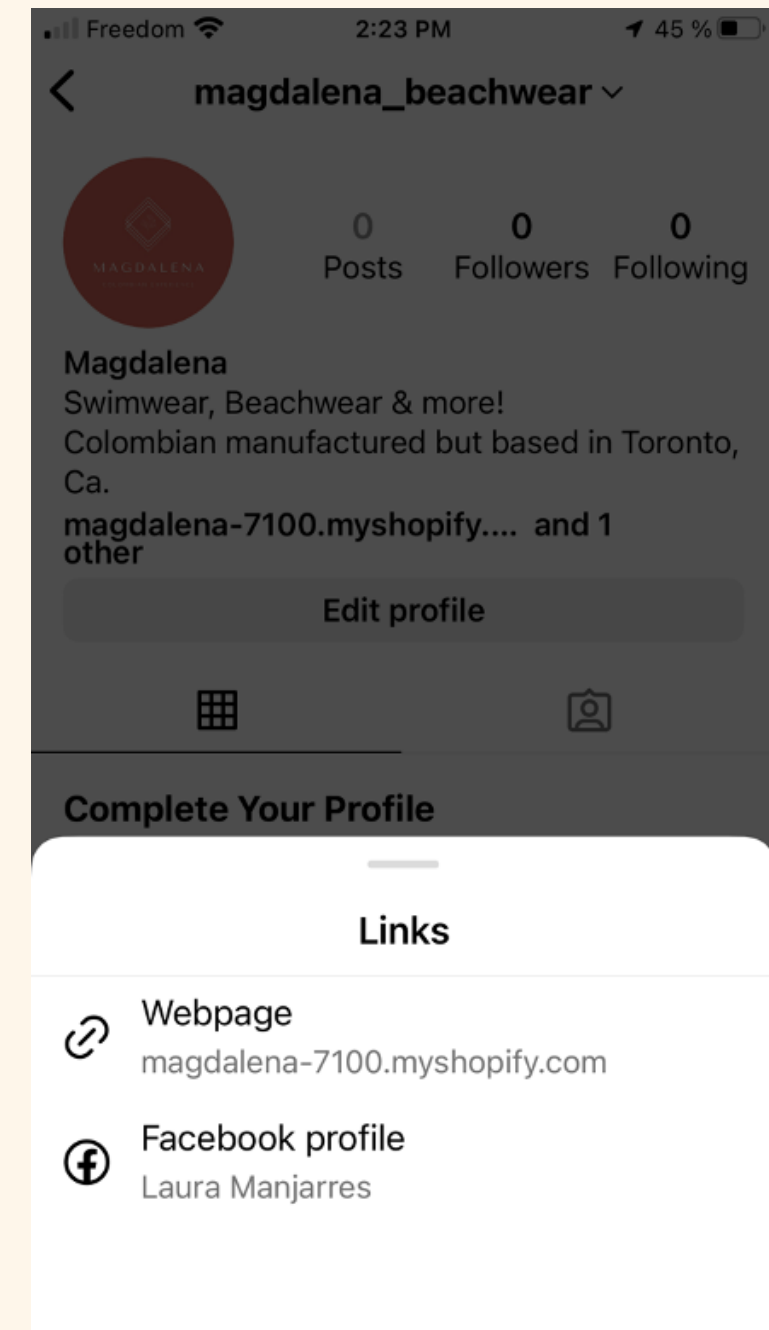 Freedom 2:23 PM 45 %
magdalena_beachwear
MAGDALENA
0 0 0
Posts Followers Following
Magdalena
Swimwear, Beachwear & more!
Colombian manufactured but based in Toronto,
Ca.
magdalena-7100.myshopify.... and 1
other
Edit profile
Complete Your Profile
Links
Webpage
magdalena-7100.myshopify.com
Facebook profile
Laura Manjarres